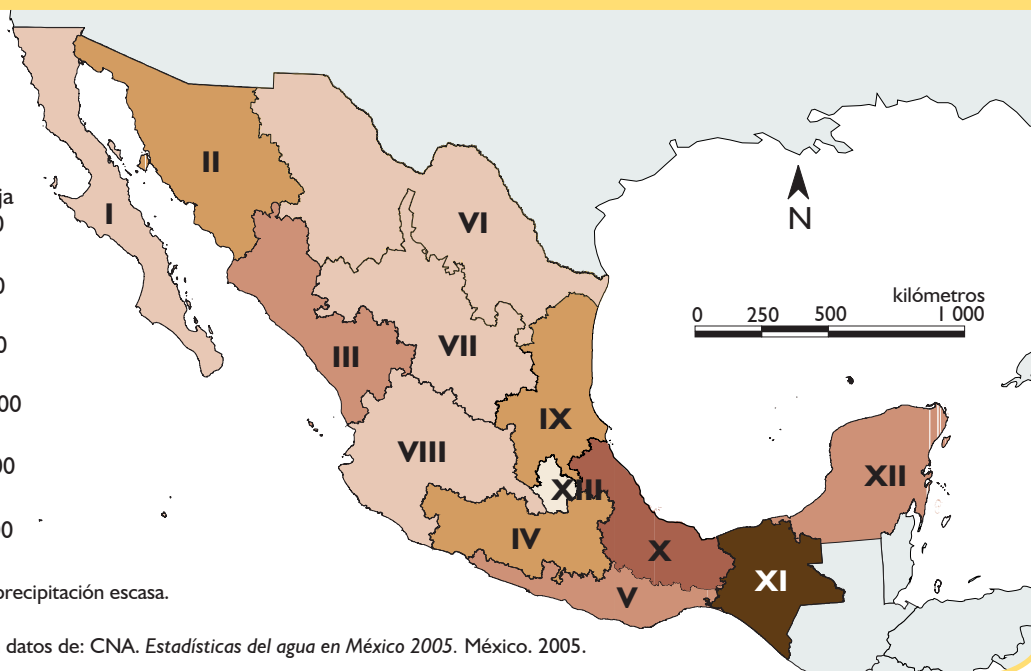 II
I
ja
0
VI
N
0
kilómetros
0 250 500 1 000
0
III
VII
00
IX
VIII
XIII
XII
00
00
IV
X
XI
V
precipitación escasa.
datos de: CNA. Estadísticas del agua en México 2005. México. 2005.